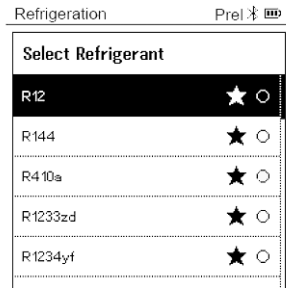 Refrigeration Prel
Select Refrigerant
R12
R144
R410a
R1233zd
R1234yf